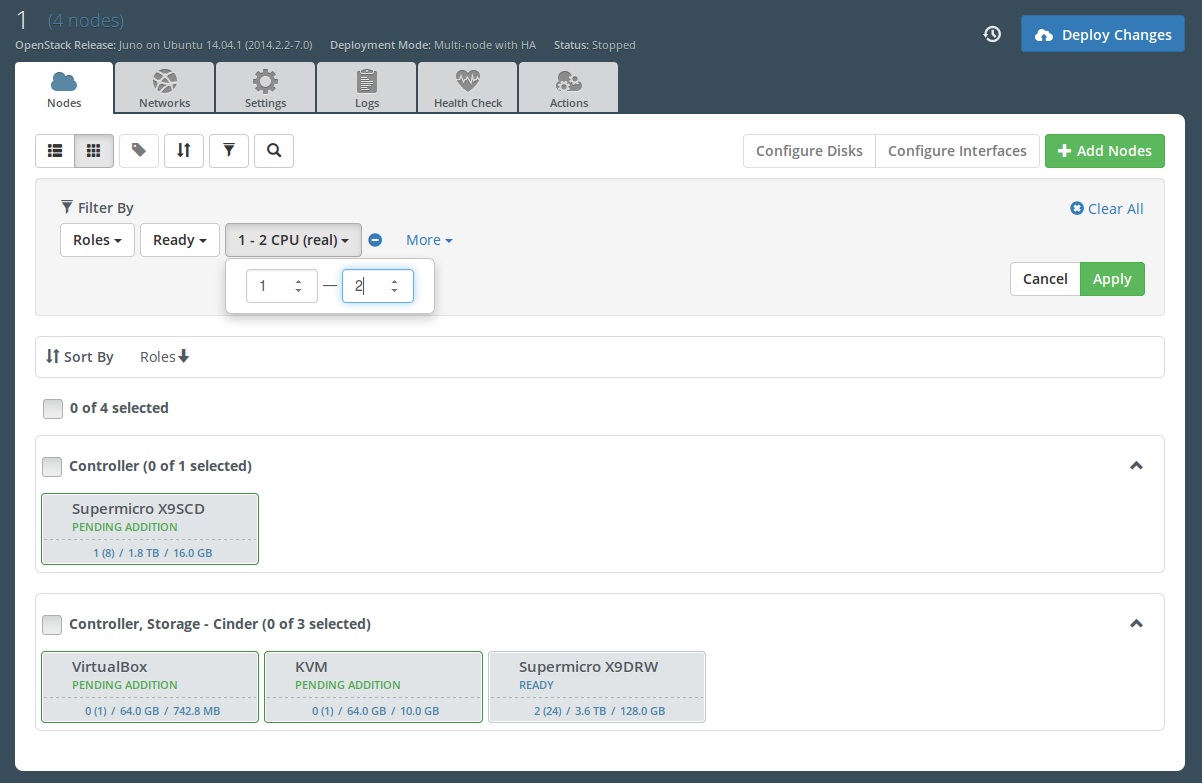 1 (4 nodes)
OpenStack Release: Juno on Ubuntu 14.04.1 (2014.2.2-7.0) Deployment Mode: Multi-node with HA Status: Stopped
Deploy Changes
Nodes Networks Settings Logs Health Check Actions
Configure Disks Configure Interfaces Add Nodes
Filter By Clear All
Roles Ready 1 - 2 CPU (real) More
1 — 2
Cancel Apply
Sort By Roles
0 of 4 selected
Controller (0 of 1 selected)
Supermicro X9SCD
PENDING ADDITION
1 (8) / 1.8 TB / 16.0 GB
Controller, Storage - Cinder (0 of 3 selected)
VirtualBox KVM Supermicro X9DRW
PENDING ADDITION PENDING ADDITION READY
0 (1) / 64.0 GB / 742.8 MB 0 (1) / 64.0 GB / 10.0 GB 2 (24) / 3.6 TB / 128.0 GB